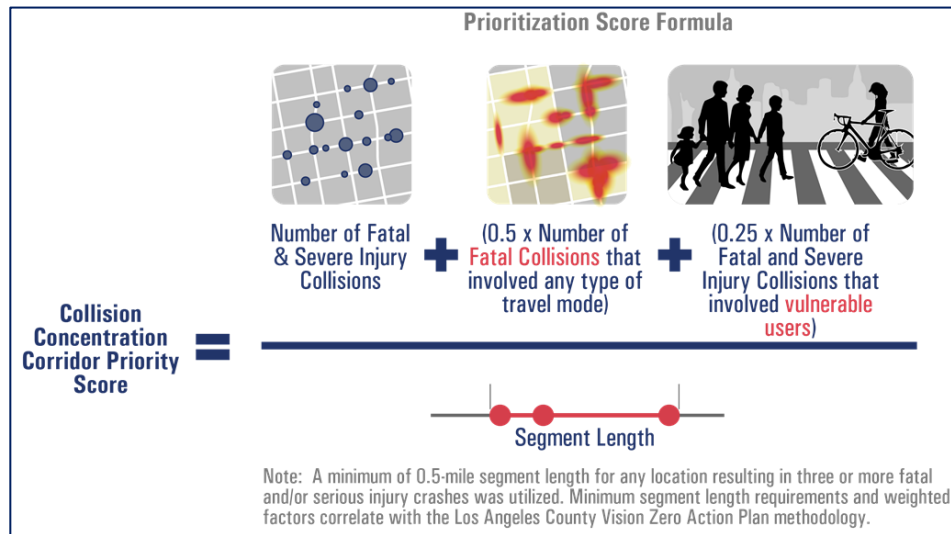 Prioritization Score Formula
Number of Fatal
& Severe Injury
Collisions
+
(0.5 x Number of
Fatal Collisions that
involved any type of
travel mode)
+
(0.25 x Number of
Fatal and Severe
Injury Collisions that
involved vulnerable
users)
Collision
Concentration
Corridor Priority
Score
=
Segment Length
Note: A minimum of 0.5-mile segment length for any location resulting in three or more fatal
and/or serious injury crashes was utilized. Minimum segment length requirements and weighted
factors correlate with the Los Angeles County Vision Zero Action Plan methodology.